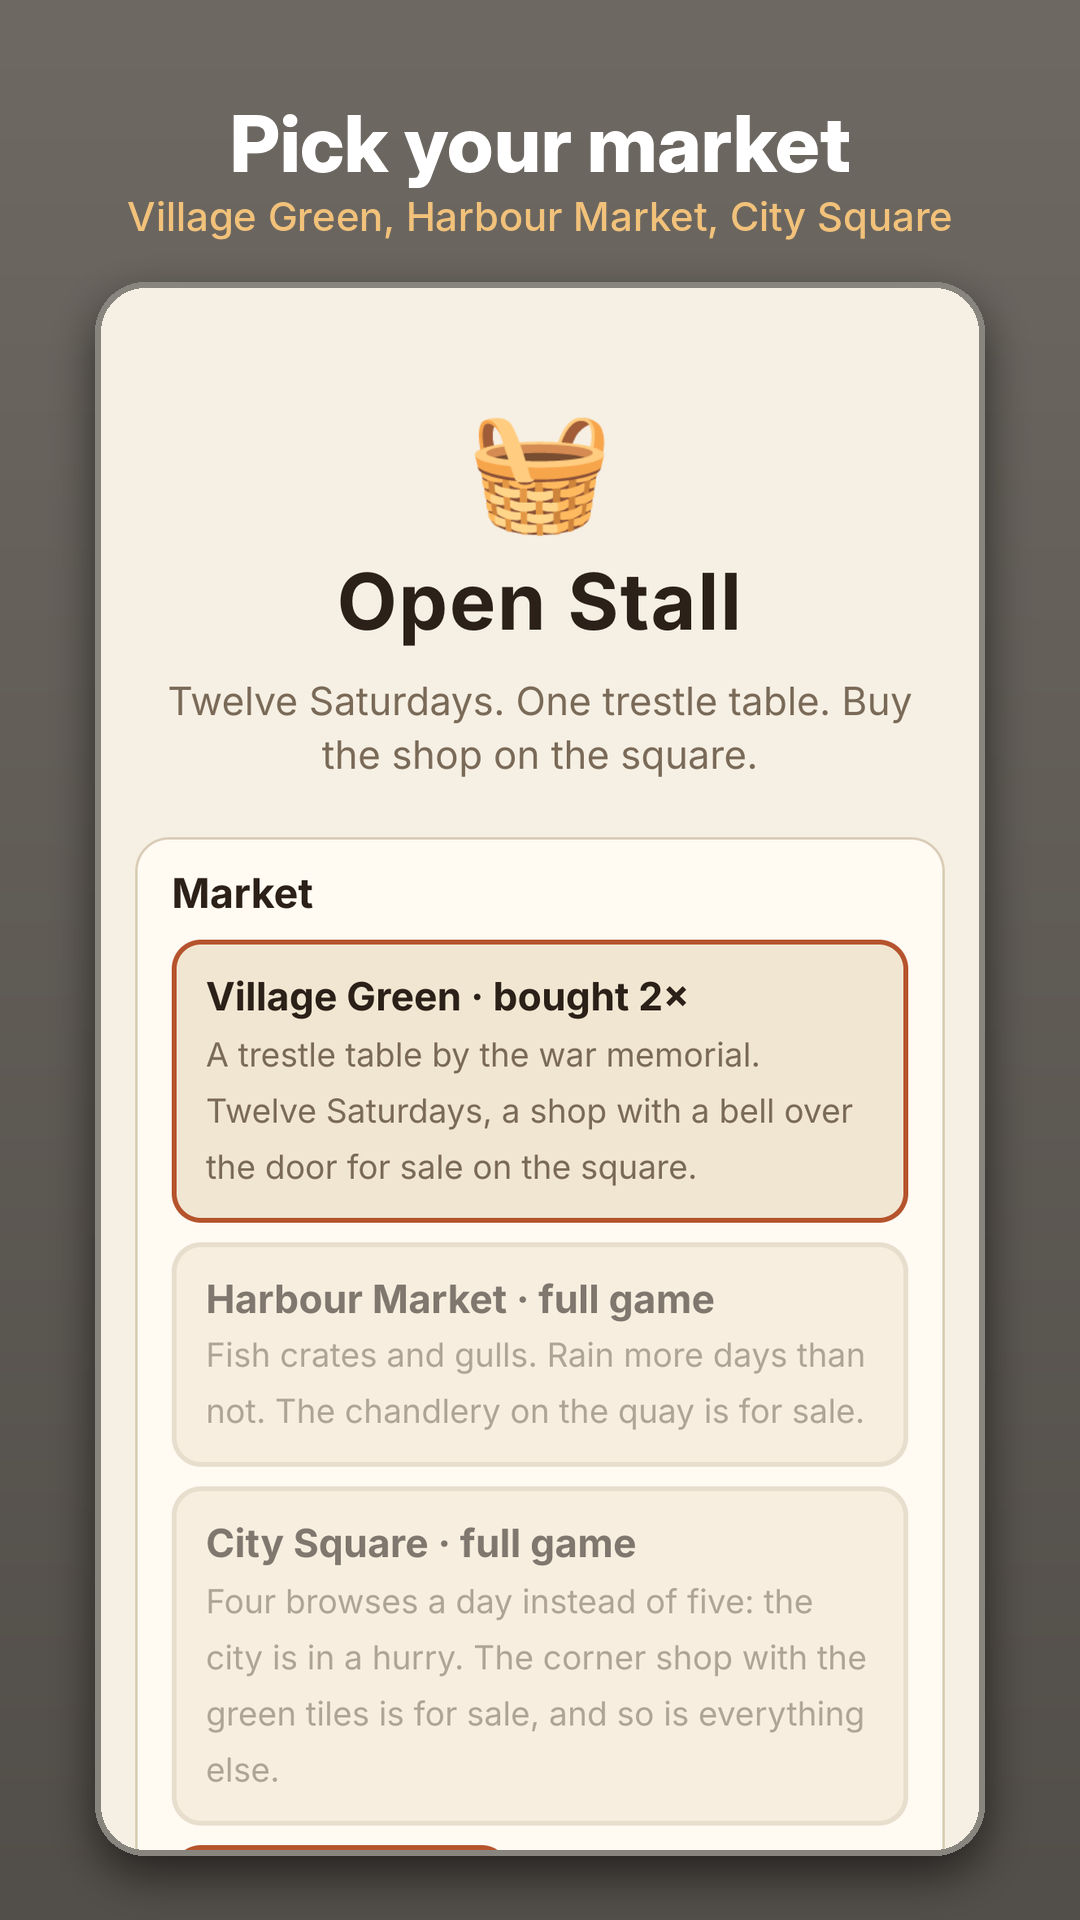 Pick your market
Village Green, Harbour Market, City Square
Open Stall
Twelve Saturdays. One trestle table. Buy
the shop on the square.
Market
Village Green · bought 2×
A trestle table by the war memorial.
Twelve Saturdays, a shop with a bell over
the door for sale on the square.
Harbour Market · full game
Fish crates and gulls. Rain more days than
not. The chandlery on the quay is for sale.
City Square · full game
Four browses a day instead of five: the
city is in a hurry. The corner shop with the
green tiles is for sale, and so is everything
else.